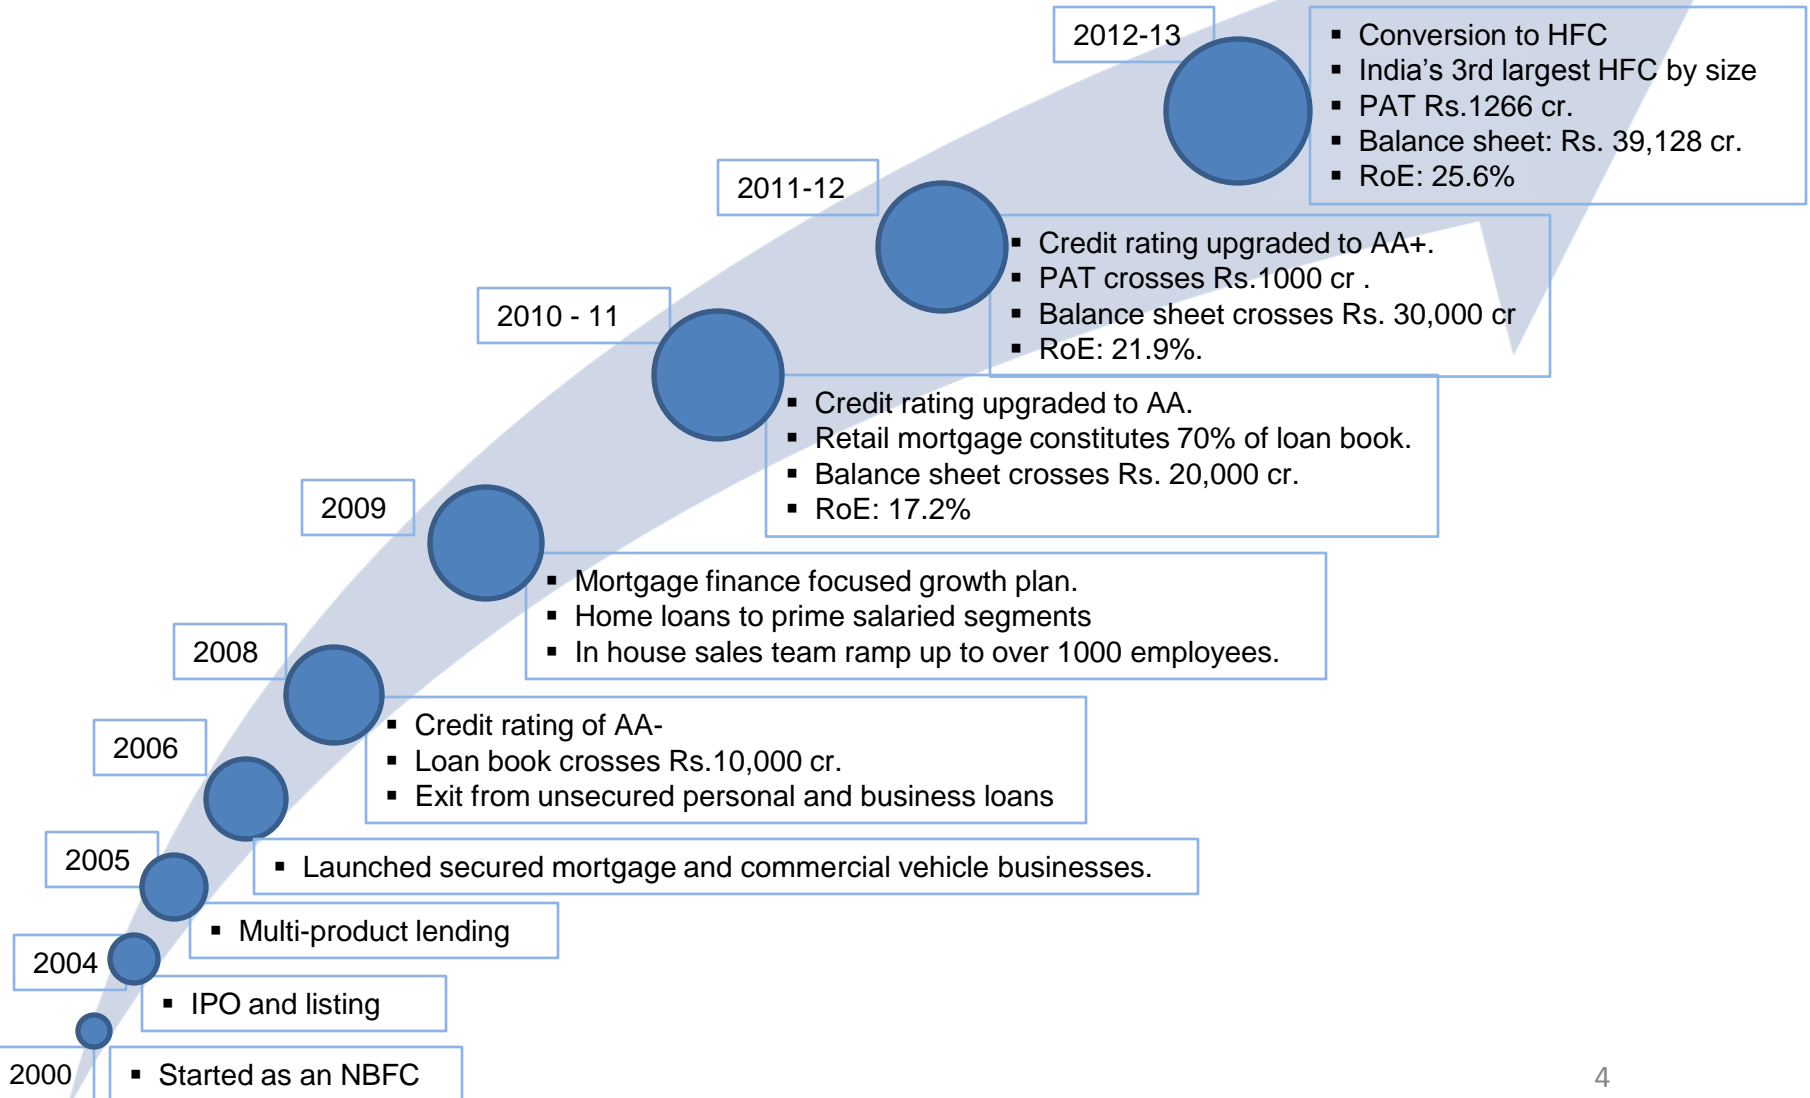 2012-13
▪ Conversion to HFC
▪ India’s 3rd largest HFC by size
▪ PAT Rs.1266 cr.
▪ Balance sheet: Rs. 39,128 cr.
▪ RoE: 25.6%
2011-12
▪ Credit rating upgraded to AA+.
▪ PAT crosses Rs.1000 cr .
▪ Balance sheet crosses Rs. 30,000 cr
▪ RoE: 21.9%.
2010 - 11
▪ Credit rating upgraded to AA.
▪ Retail mortgage constitutes 70% of loan book.
▪ Balance sheet crosses Rs. 20,000 cr.
▪ RoE: 17.2%
2009
▪ Mortgage finance focused growth plan.
▪ Home loans to prime salaried segments
▪ In house sales team ramp up to over 1000 employees.
2008
▪ Credit rating of AA-
▪ Loan book crosses Rs.10,000 cr.
▪ Exit from unsecured personal and business loans
2006
▪ Launched secured mortgage and commercial vehicle businesses.
2005
▪ Multi-product lending
2004
▪ IPO and listing
2000
▪ Started as an NBFC
4